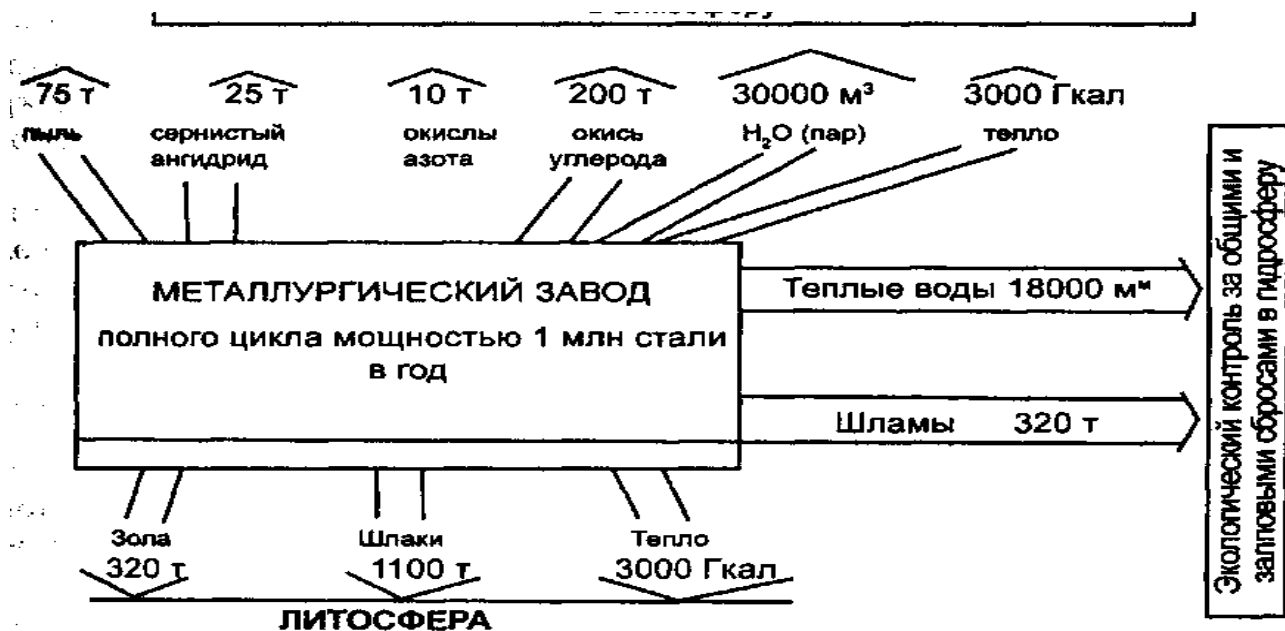 75 т
25 т
10 т
200 т
30000 м³
3000 Гкал
пыль
сернистый
ангидрид
окислы
азота
окись
углерода
H₂O (пар)
тепло
МЕТАЛЛУРГИЧЕСКИЙ ЗАВОД
полного цикла мощностью 1 млн стали
в год
Теплые воды 18000 мᴹ
Шламы 320 т
Экологический контроль за общими и
залповыми сбросами в гидросферу
Зола
320 т
Шлаки
1100 т
Тепло
3000 Гкал
ЛИТОСФЕРА